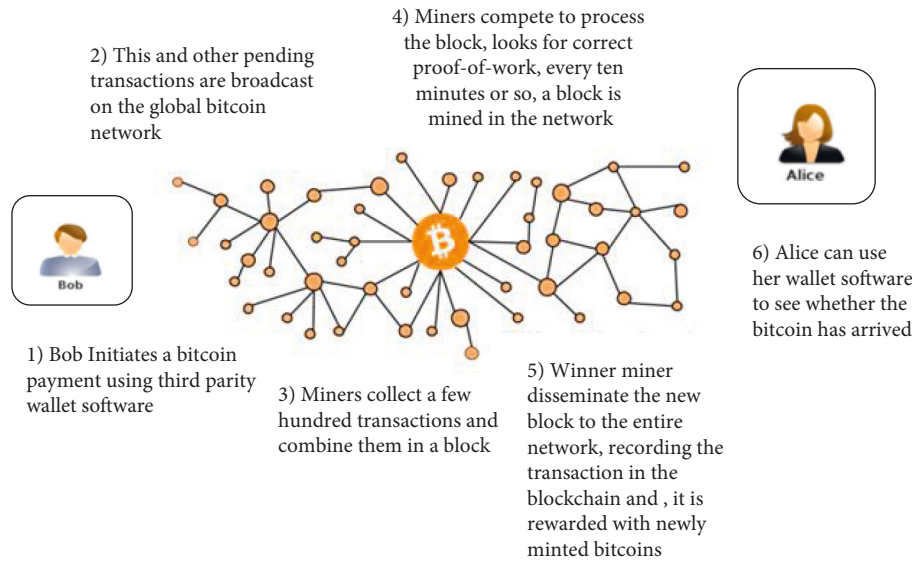 1) Bob Initiates a bitcoin
payment using third parity
wallet software
Bob
2) This and other pending
transactions are broadcast
on the global bitcoin
network
3) Miners collect a few
hundred transactions and
combine them in a block
4) Miners compete to process
the block, looks for correct
proof-of-work, every ten
minutes or so, a block is
mined in the network
5) Winner miner
disseminate the new
block to the entire
network, recording the
transaction in the
blockchain and , it is
rewarded with newly
minted bitcoins
Alice
6) Alice can use
her wallet software
to see whether the
bitcoin has arrived